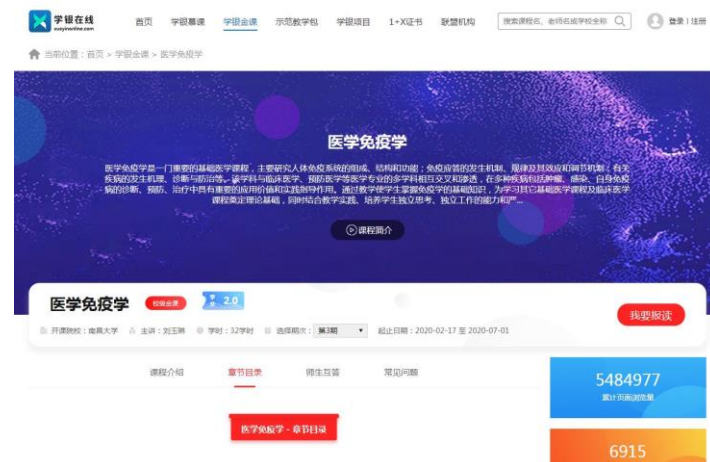 学银在线
xueyinonline.com
首页
学银慕课
学银金课
示范教学包
学银项目
1+X证书
联盟机构
搜索课程名、老师名或学校全称
登录 | 注册
当前位置：首页 > 学银金课 > 医学免疫学
医学免疫学
医学免疫学是一门重要的基础医学课程，主要研究人体免疫系统的组成、结构和功能；免疫应答的发生机制、规律及其效应和调节机制；有关
疾病的发生机理、诊断与防治等。该学科与临床医学、预防医学等医学专业的多学科相互交叉和渗透，在多种疾病包括肿瘤、感染、自身免疫
病的诊断、预防、治疗中具有重要的应用价值和实践指导作用。通过教学使学生掌握免疫学的基础知识，为学习其它基础医学课程及临床医学
课程奠定理论基础，同时结合教学实践，培养学生独立思考、独立工作的能力和严...
课程简介
医学免疫学
校级金课
2.0
我要报读
开课院校：南昌大学
主讲：刘玉琳
学时：32学时
选择期次：
第3期
起止日期：2020-02-17 至 2020-07-01
课程介绍
章节目录
师生互答
常见问题
5484977
累计页面浏览量
医学免疫学 - 章节目录
6915